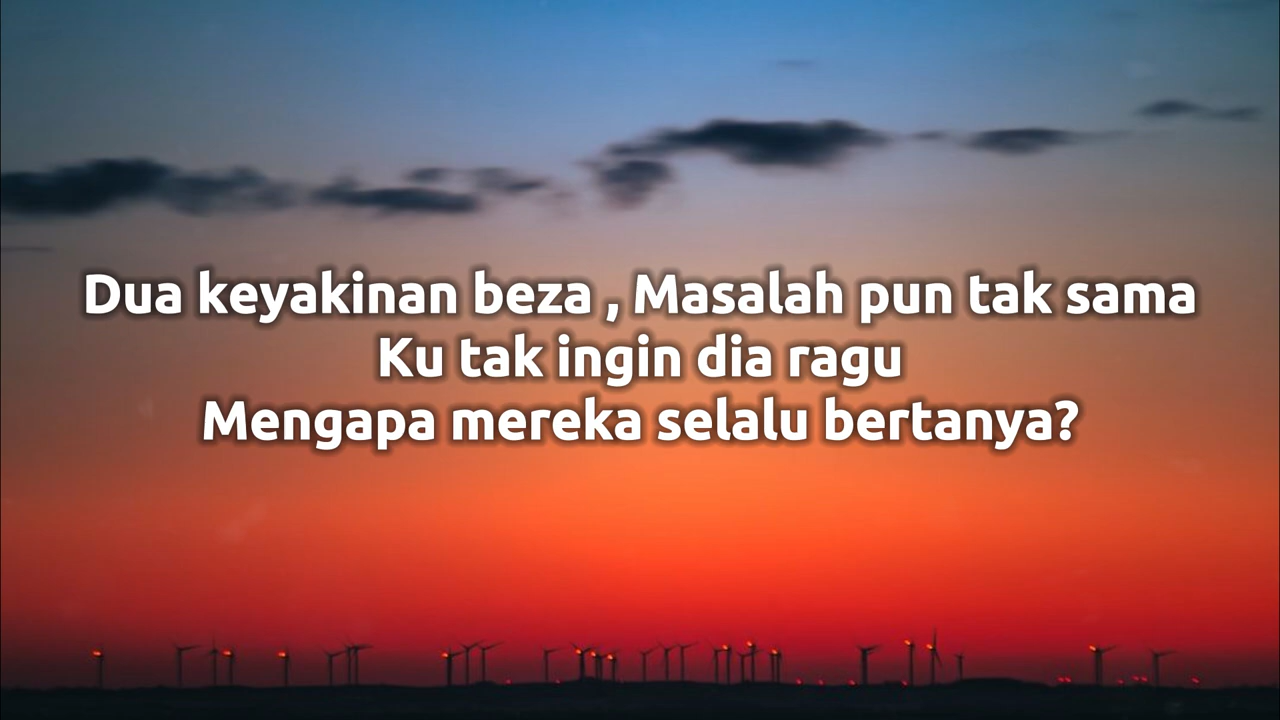 Dua keyakinan beza , Masalah pun tak sama
Ku tak ingin dia ragu
Mengapa mereka selalu bertanya?